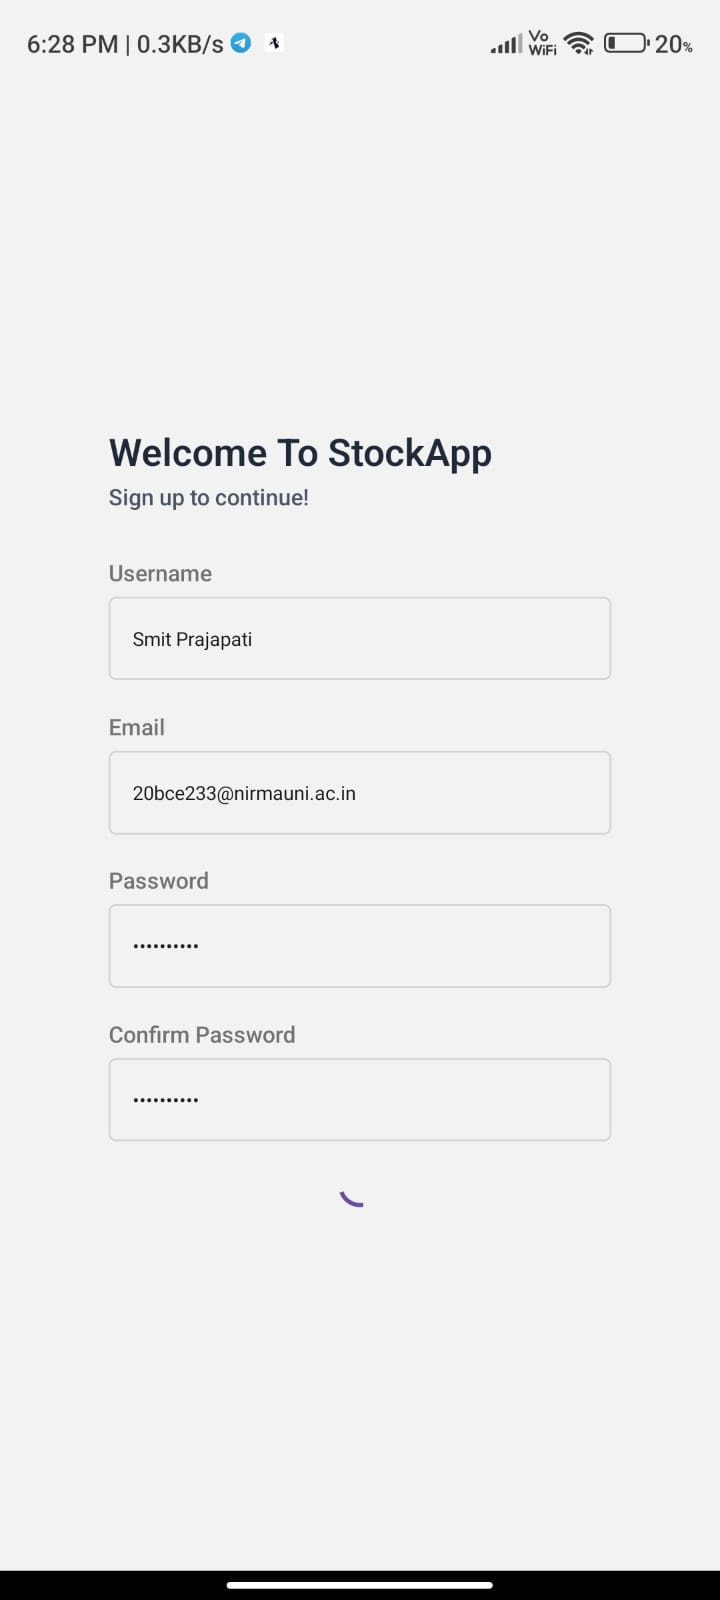 6:28 PM | 0.3KB/s Vo WiFi 20%
Welcome To StockApp
Sign up to continue!
Username
Smit Prajapati
Email
20bce233@nirmauni.ac.in
Password
••••••••••
Confirm Password
••••••••••